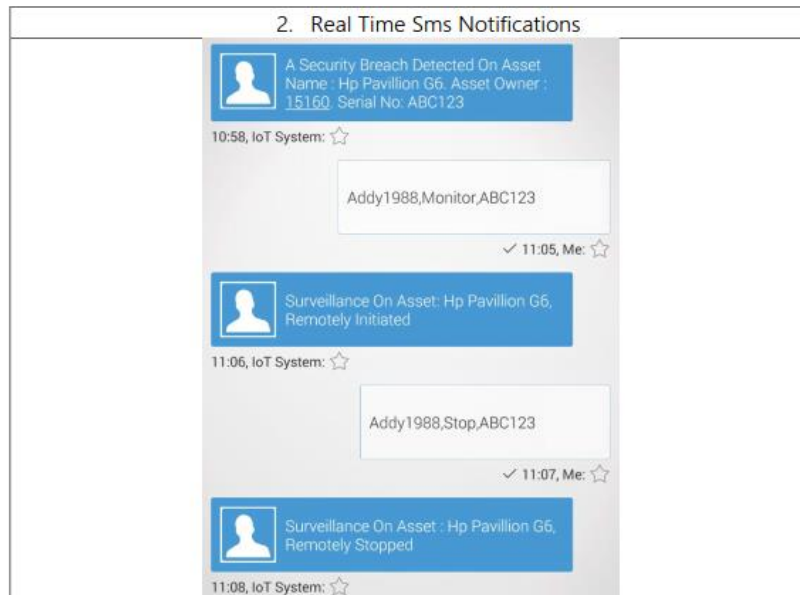 2. Real Time Sms Notifications
A Security Breach Detected On Asset
Name : Hp Pavillion G6. Asset Owner :
15160. Serial No: ABC123
10:58, IoT System:
Addy1988,Monitor,ABC123
11:05, Me:
Surveillance On Asset: Hp Pavillion G6,
Remotely Initiated
11:06, IoT System:
Addy1988,Stop,ABC123
11:07, Me:
Surveillance On Asset : Hp Pavillion G6,
Remotely Stopped
11:08, IoT System: